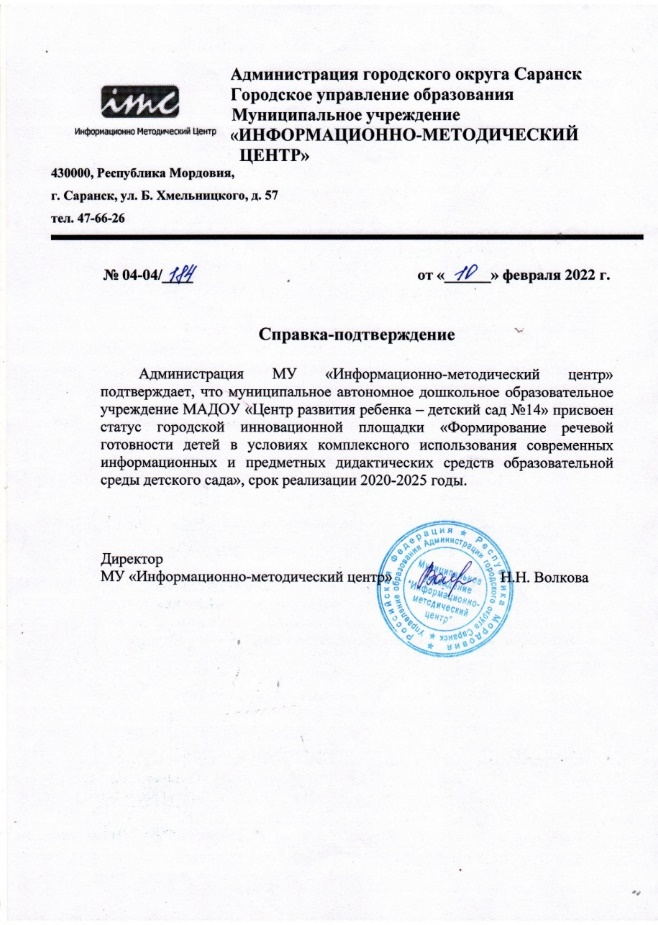 Администрация городского округа Саранск
Городское управление образования
Муниципальное учреждение
«ИНФОРМАЦИОННО-МЕТОДИЧЕСКИЙ
ЦЕНТР»
imc
Информационно Методический Центр
430000, Республика Мордовия,
г. Саранск, ул. Б. Хмельницкого, д. 57
тел. 47-66-26
№ 04-04/184
от «10» февраля 2022 г.
Справка-подтверждение
Администрация МУ «Информационно-методический центр»
подтверждает, что муниципальное автономное дошкольное образовательное
учреждение МАДОУ «Центр развития ребенка – детский сад №14» присвоен
статус городской инновационной площадки «Формирование речевой
готовности детей в условиях комплексного использования современных
информационных и предметных дидактических средств образовательной
среды детского сада», срок реализации 2020-2025 годы.
Директор
МУ «Информационно-методический центр» Н.Н. Волкова
Российская Федерация ★ Республика Мордовия ★
Управление образования Администрации городского округа Саранск ★
Муниципальное
учреждение
"Информационно-
методический
центр"